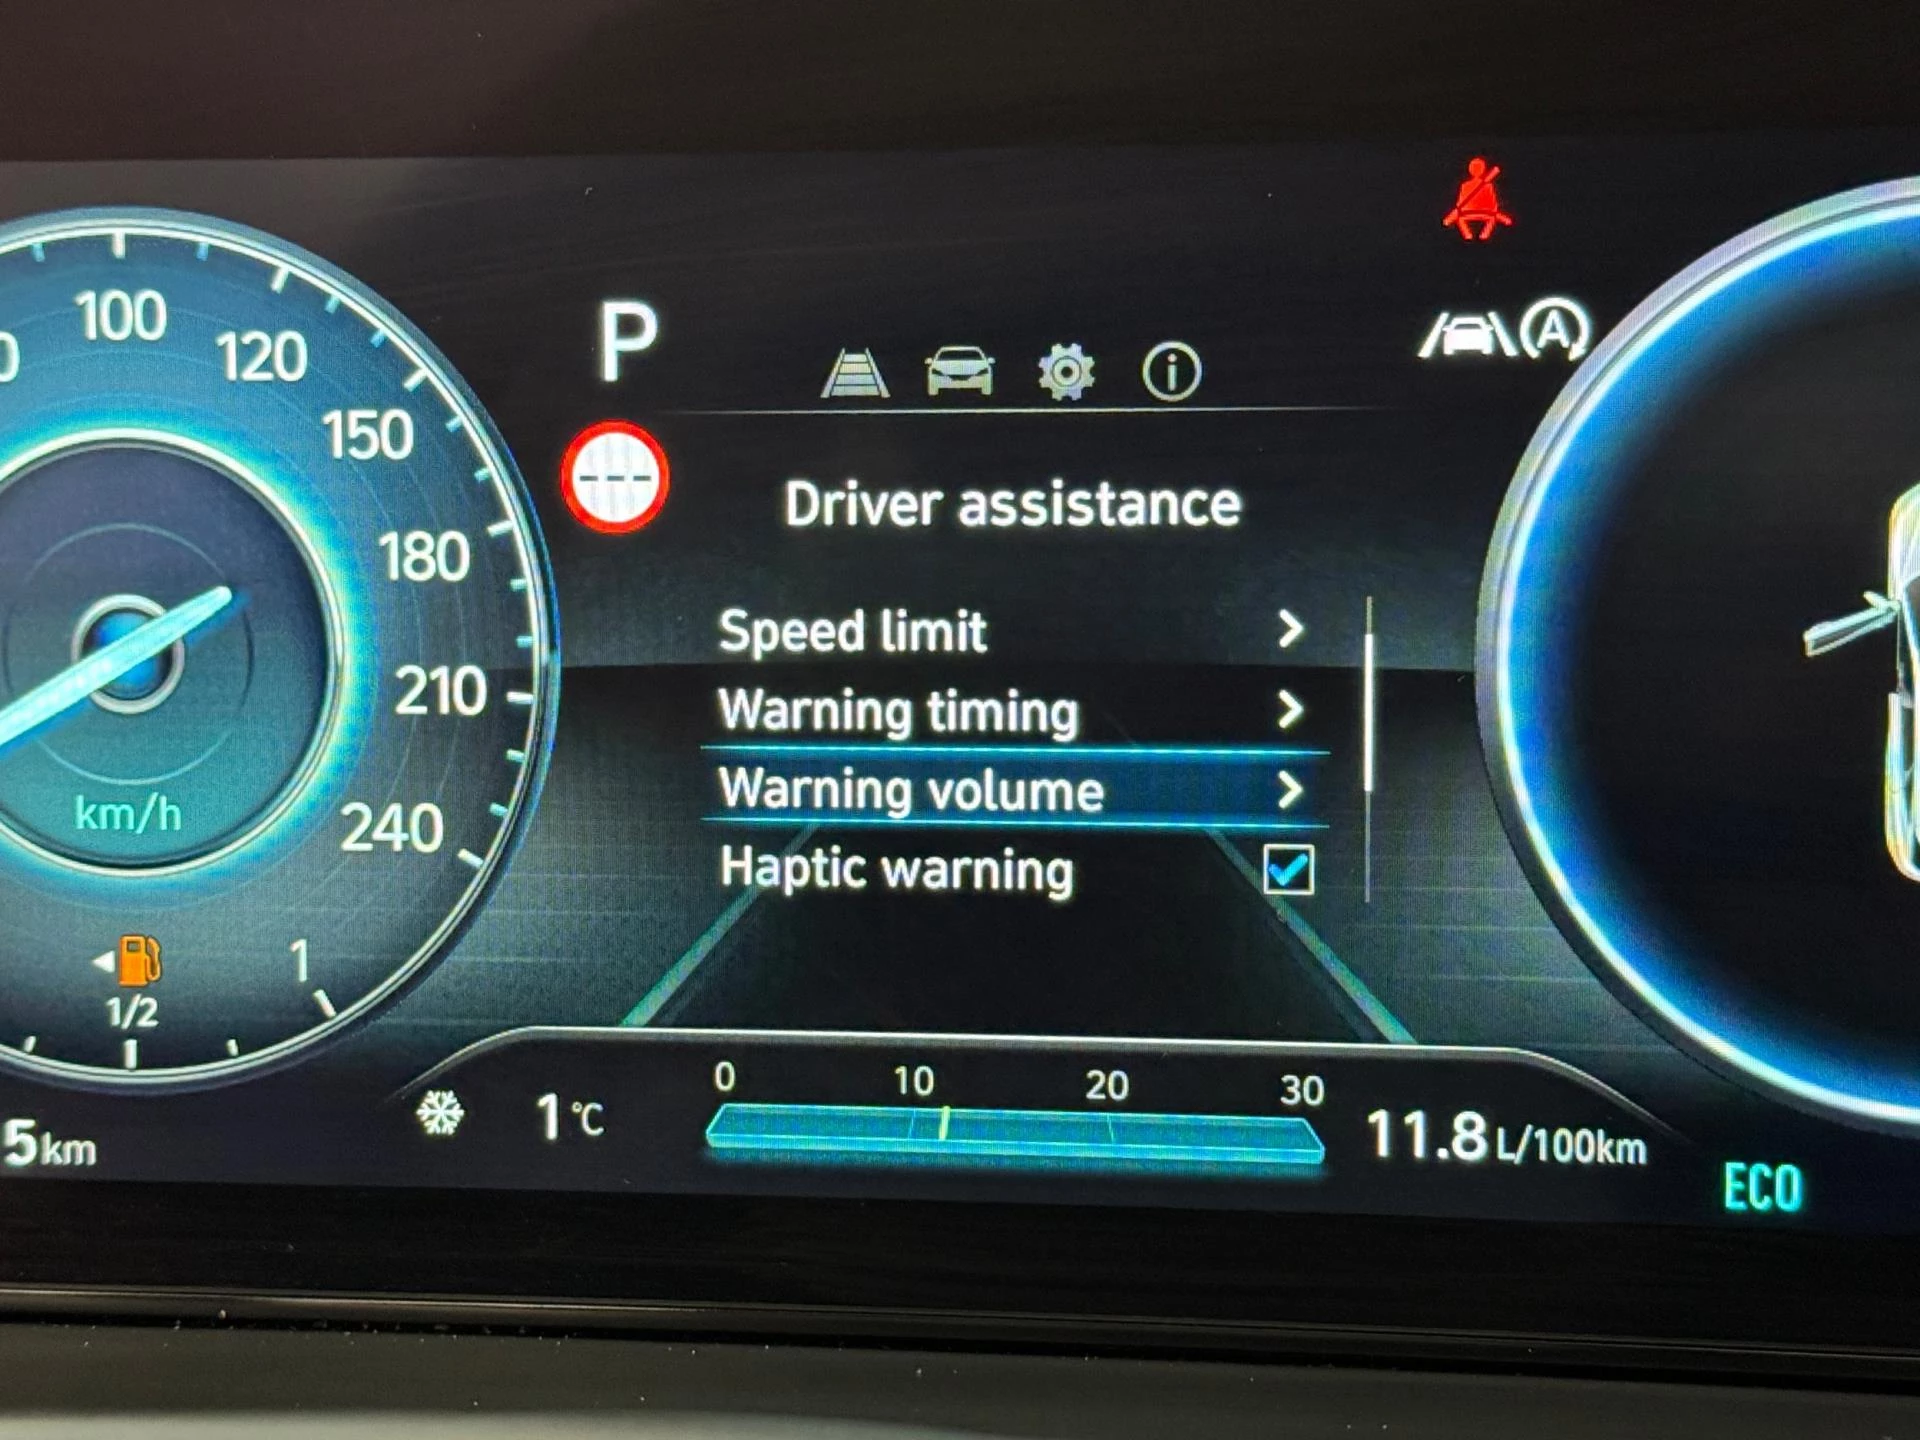 100
120
150
180
210
240
km/h
1/2
1
5km
P
Driver assistance
Speed limit
Warning timing
Warning volume
Haptic warning
A
1 °C
0 10 20 30
11.8 L/100km
ECO